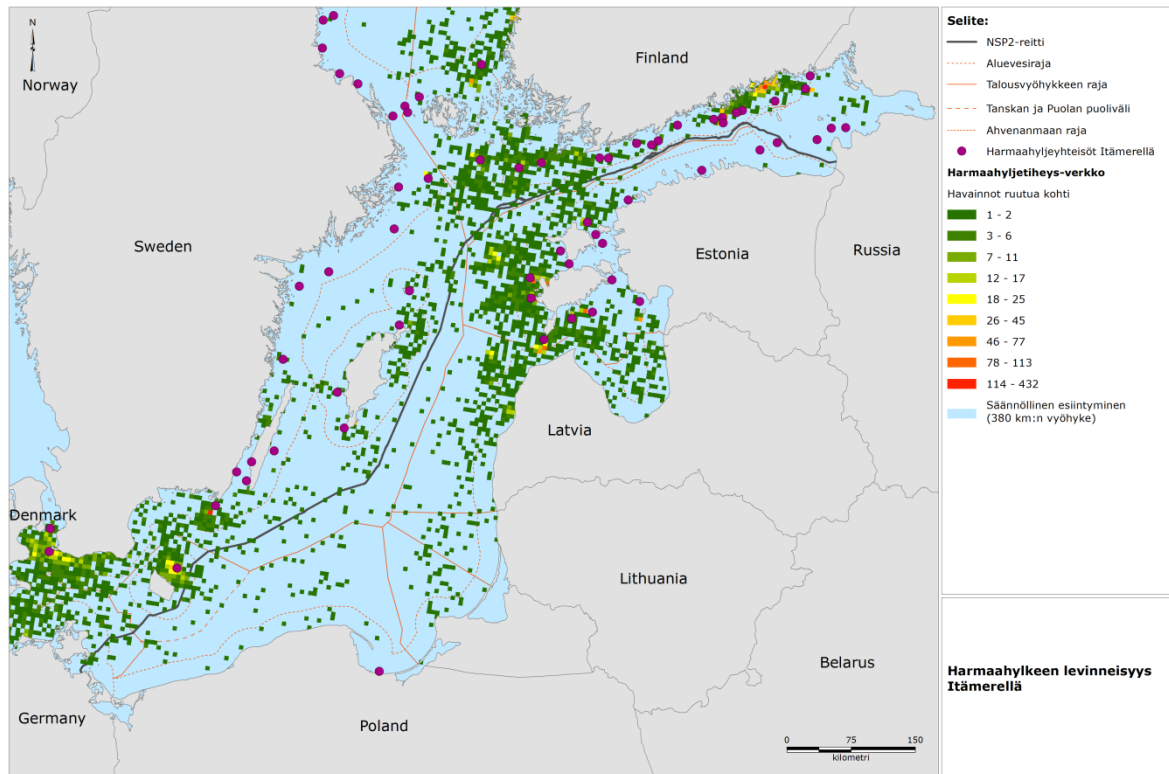 N
Norway
Finland
Sweden
Estonia
Russia
Latvia
Denmark
Lithuania
Belarus
Germany
Poland
0 75 150
kilometri
Selite:
NSP2-reitti
Aluevesiraja
Talousvyöhykkeen raja
Tanskan ja Puolan puoliväli
Ahvenanmaan raja
Harmaahyljeyhteisöt Itämerellä
Harmaahyljetiheys-verkko
Havainnot ruutua kohti
1 - 2
3 - 6
7 - 11
12 - 17
18 - 25
26 - 45
46 - 77
78 - 113
114 - 432
Säännöllinen esiintyminen
(380 km:n vyöhyke)
Harmaahylkeen levinneisyys
Itämerellä